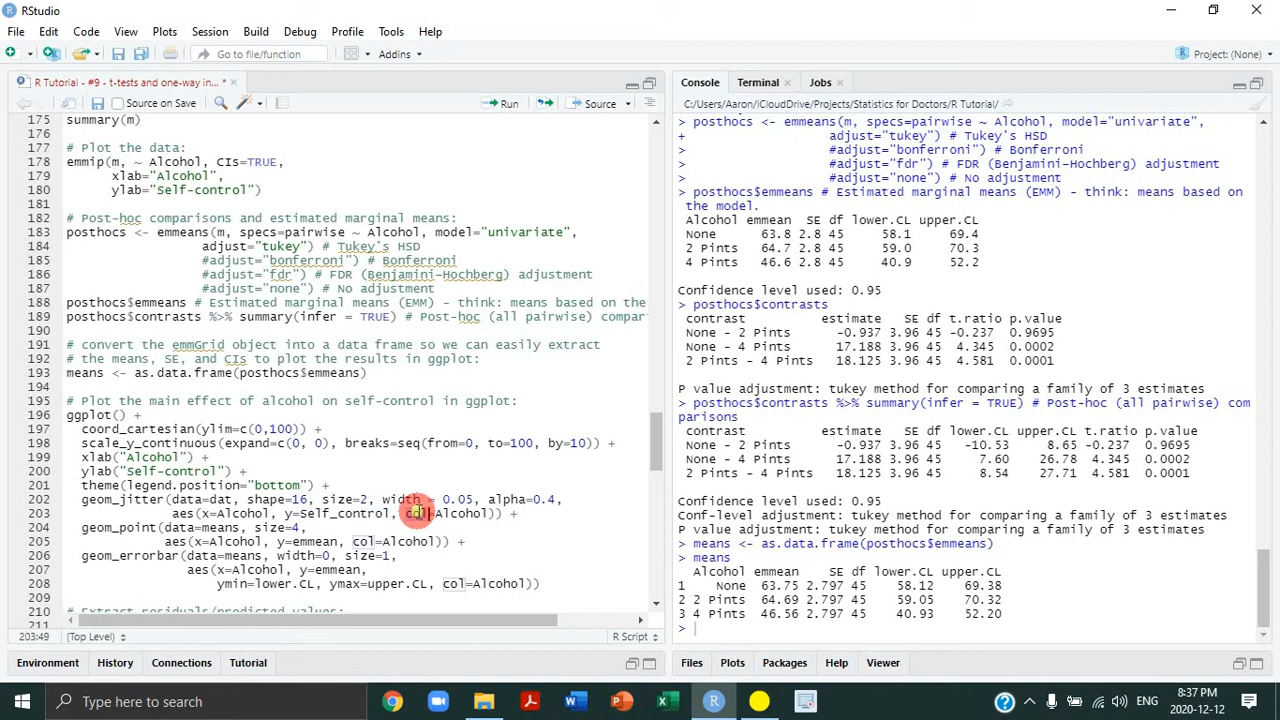 RStudio
File Edit Code View Plots Session Build Debug Profile Tools Help
Go to file/function Addins Project: (None)
R Tutorial - #9 - t-tests and one-way in... *
Source on Save Run Source
175 summary(m)
176
177 # Plot the data:
178 emmip(m, ~ Alcohol, CIs=TRUE,
179 xlab="Alcohol",
180 ylab="Self-control")
181
182 # Post-hoc comparisons and estimated marginal means:
183 posthocs <- emmeans(m, specs=pairwise ~ Alcohol, model="univariate",
184 adjust="tukey") # Tukey's HSD
185 #adjust="bonferroni") # Bonferroni
186 #adjust="fdr") # FDR (Benjamini-Hochberg) adjustment
187 #adjust="none") # No adjustment
188 posthocs$emmeans # Estimated marginal means (EMM) - think: means based on the
189 posthocs$contrasts %>% summary(infer = TRUE) # Post-hoc (all pairwise) compar
190
191 # convert the emmGrid object into a data frame so we can easily extract
192 # the means, SE, and CIs to plot the results in ggplot:
193 means <- as.data.frame(posthocs$emmeans)
194
195 # Plot the main effect of alcohol on self-control in ggplot:
196 ggplot() +
197 coord_cartesian(ylim=c(0,100)) +
198 scale_y_continuous(expand=c(0, 0), breaks=seq(from=0, to=100, by=10)) +
199 xlab("Alcohol") +
200 ylab("Self-control") +
201 theme(legend.position="bottom") +
202 geom_jitter(data=dat, shape=16, size=2, width = 0.05, alpha=0.4,
203 aes(x=Alcohol, y=Self_control, col=Alcohol)) +
204 geom_point(data=means, size=4,
205 aes(x=Alcohol, y=emmean, col=Alcohol)) +
206 geom_errorbar(data=means, width=0, size=1,
207 aes(x=Alcohol, y=emmean,
208 ymin=lower.CL, ymax=upper.CL, col=Alcohol))
209
210 # Extract residuals/predicted values:
211
203:49 (Top Level) R Script
Environment History Connections Tutorial
Console Terminal Jobs
C:/Users/Aaron/iCloudDrive/Projects/Statistics for Doctors/R Tutorial/
> posthocs <- emmeans(m, specs=pairwise ~ Alcohol, model="univariate",
+ adjust="tukey") # Tukey's HSD
> #adjust="bonferroni") # Bonferroni
> #adjust="fdr") # FDR (Benjamini-Hochberg) adjustment
> #adjust="none") # No adjustment
> posthocs$emmeans # Estimated marginal means (EMM) - think: means based on
the model.
Alcohol emmean SE df lower.CL upper.CL
None 63.8 2.8 45 58.1 69.4
2 Pints 64.7 2.8 45 59.0 70.3
4 Pints 46.6 2.8 45 40.9 52.2
Confidence level used: 0.95
> posthocs$contrasts
contrast estimate SE df t.ratio p.value
None - 2 Pints -0.937 3.96 45 -0.237 0.9695
None - 4 Pints 17.188 3.96 45 4.345 0.0002
2 Pints - 4 Pints 18.125 3.96 45 4.581 0.0001
P value adjustment: tukey method for comparing a family of 3 estimates
> posthocs$contrasts %>% summary(infer = TRUE) # Post-hoc (all pairwise) com
parisons
contrast estimate SE df lower.CL upper.CL t.ratio p.value
None - 2 Pints -0.937 3.96 45 -10.53 8.65 -0.237 0.9695
None - 4 Pints 17.188 3.96 45 7.60 26.78 4.345 0.0002
2 Pints - 4 Pints 18.125 3.96 45 8.54 27.71 4.581 0.0001
Confidence level used: 0.95
Conf-level adjustment: tukey method for comparing a family of 3 estimates
P value adjustment: tukey method for comparing a family of 3 estimates
> means <- as.data.frame(posthocs$emmeans)
> means
Alcohol emmean SE df lower.CL upper.CL
1 None 63.75 2.797 45 58.12 69.38
2 2 Pints 64.69 2.797 45 59.05 70.32
3 4 Pints 46.56 2.797 45 40.93 52.20
>
Files Plots Packages Help Viewer
Type here to search
ENG
8:37 PM
2020-12-12